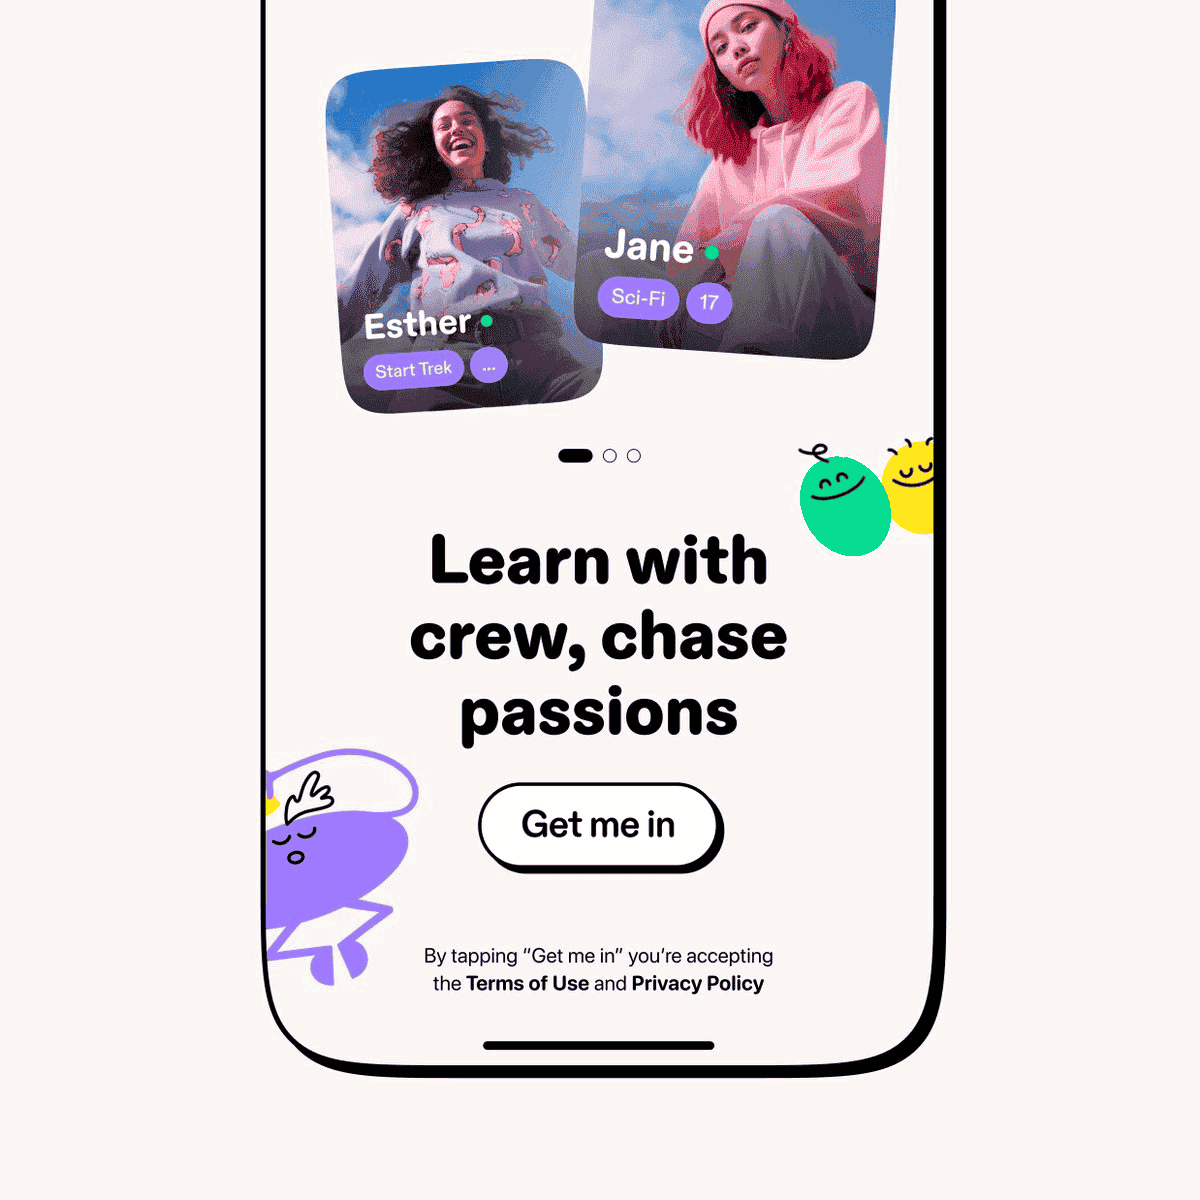 Jane
Sci-Fi 17
Esther
Start Trek ...
Learn with
crew, chase
passions
Get me in
By tapping “Get me in” you’re accepting
the Terms of Use and Privacy Policy